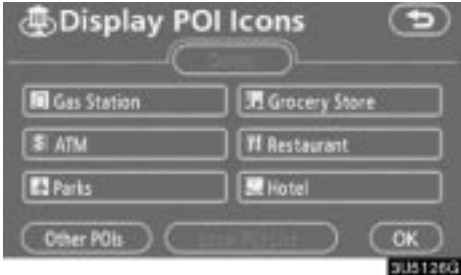 Display POI Icons
Gas Station
Grocery Store
ATM
Restaurant
Parks
Hotel
Other POIs
OK
3U5126G